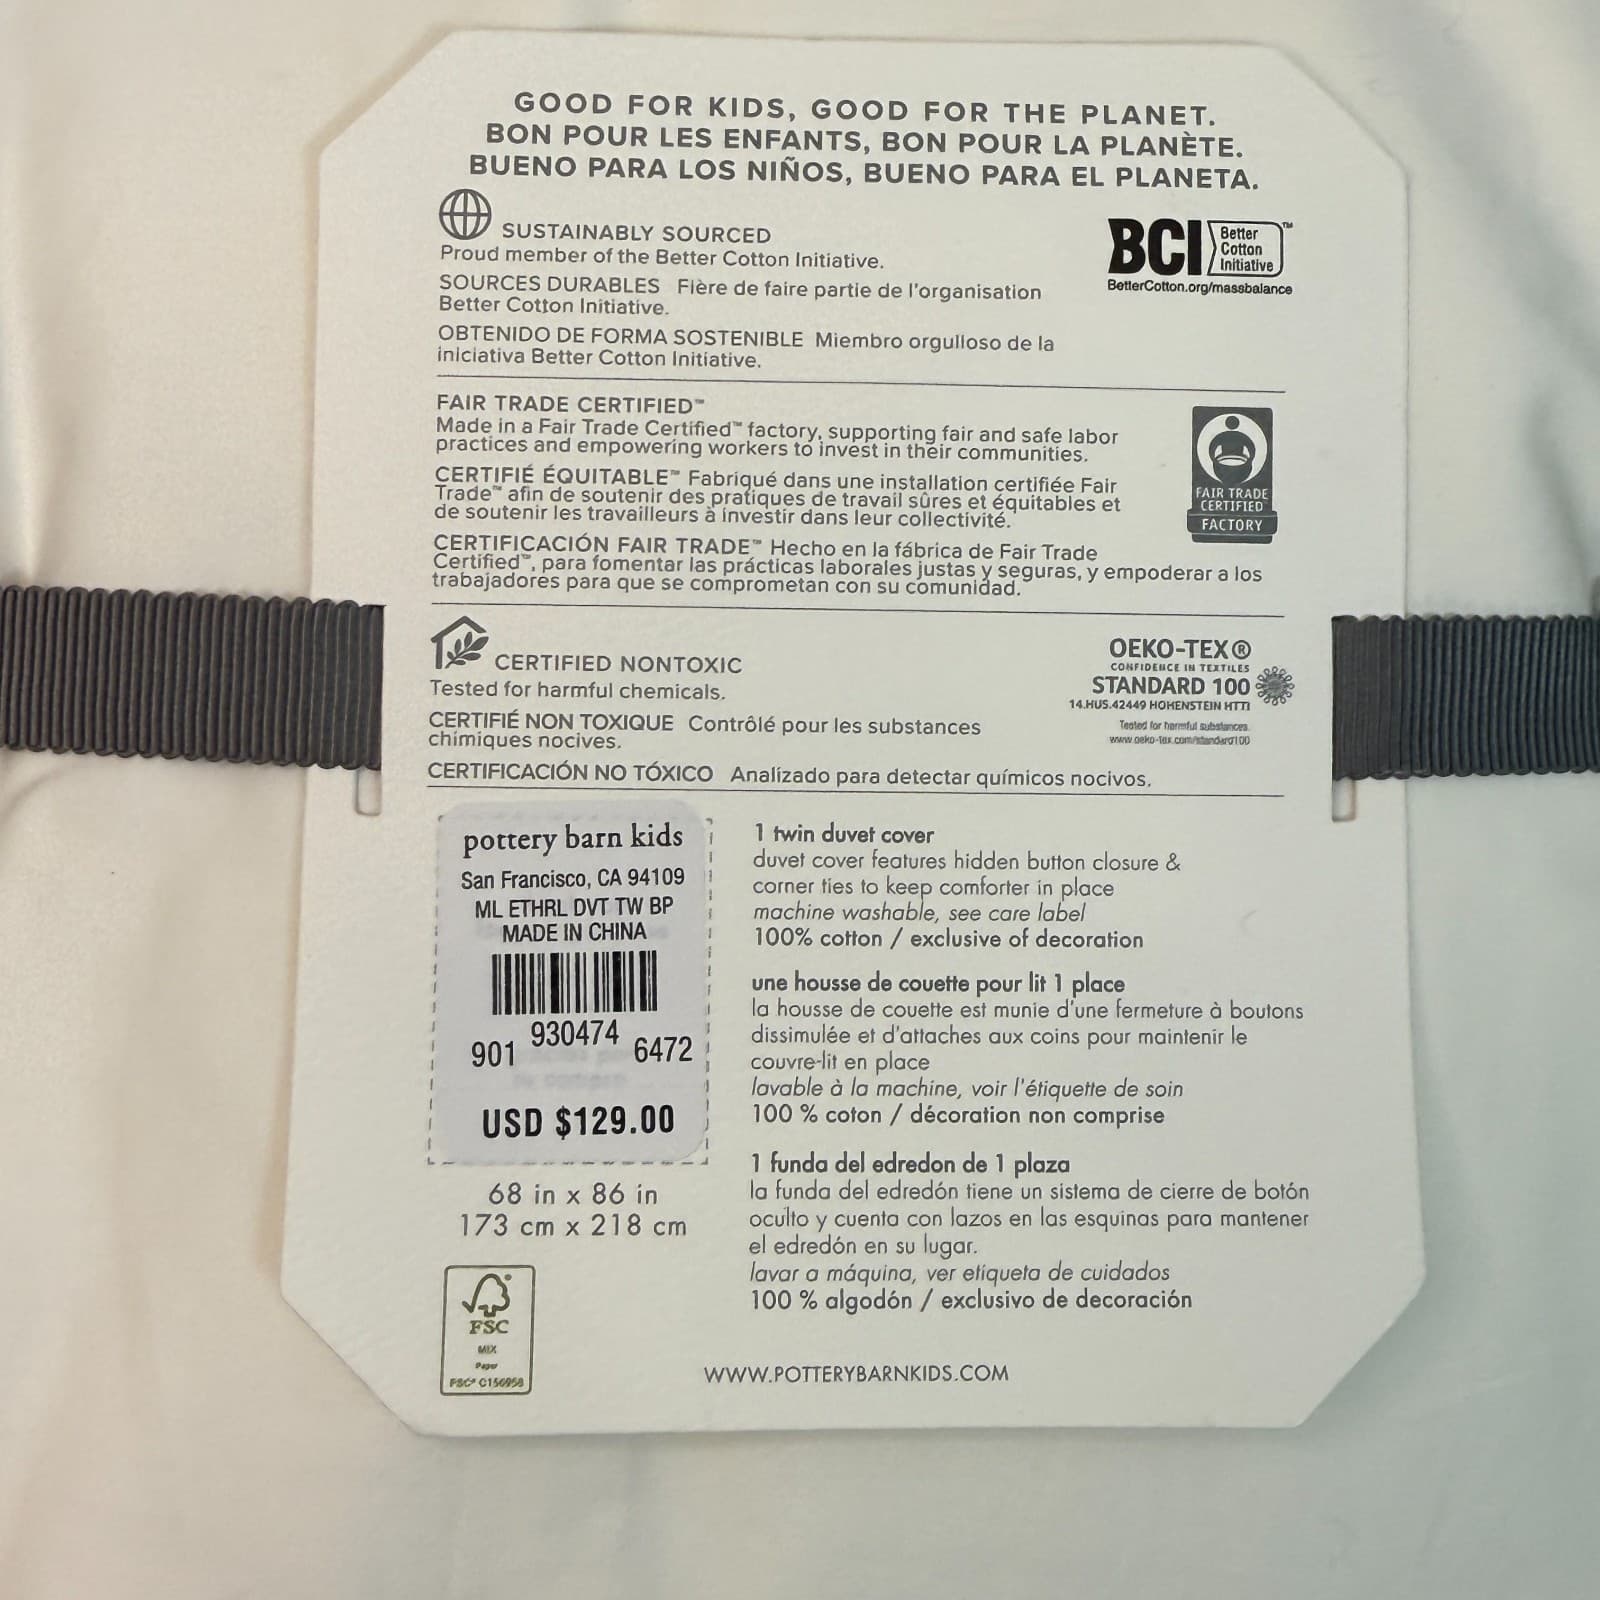 GOOD FOR KIDS, GOOD FOR THE PLANET.
BON POUR LES ENFANTS, BON POUR LA PLANÈTE.
BUENO PARA LOS NIÑOS, BUENO PARA EL PLANETA.
SUSTAINABLY SOURCED
Proud member of the Better Cotton Initiative.
SOURCES DURABLES Fière de faire partie de l'organisation
Better Cotton Initiative.
OBTENIDO DE FORMA SOSTENIBLE Miembro orgulloso de la
iniciativa Better Cotton Initiative.
BCI
Better
Cotton
Initiative
™
BetterCotton.org/massbalance
FAIR TRADE CERTIFIED™
Made in a Fair Trade Certified™ factory, supporting fair and safe labor
practices and empowering workers to invest in their communities.
CERTIFIÉ ÉQUITABLE™ Fabriqué dans une installation certifiée Fair
Trade™ afin de soutenir des pratiques de travail sûres et équitables et
de soutenir les travailleurs à investir dans leur collectivité.
CERTIFICACIÓN FAIR TRADE™ Hecho en la fábrica de Fair Trade
Certified™, para fomentar las prácticas laborales justas y seguras, y empoderar a los
trabajadores para que se comprometan con su comunidad.
FAIR TRADE
CERTIFIED™
FACTORY
CERTIFIED NONTOXIC
Tested for harmful chemicals.
CERTIFIÉ NON TOXIQUE Contrôlé pour les substances
chimiques nocives.
CERTIFICACIÓN NO TÓXICO Analizado para detectar químicos nocivos.
OEKO-TEX®
CONFIDENCE IN TEXTILES
STANDARD 100
14.HUS.42449 HOHENSTEIN HTTI
Tested for harmful substances.
www.oeko-tex.com/standard100
pottery barn kids
San Francisco, CA 94109
ML ETHRL DVT TW BP
MADE IN CHINA
901 930474 6472
USD $129.00
68 in x 86 in
173 cm x 218 cm
FSC
MIX
Paper
FSC® C156958
1 twin duvet cover
duvet cover features hidden button closure &
corner ties to keep comforter in place
machine washable, see care label
100% cotton / exclusive of decoration
une housse de couette pour lit 1 place
la housse de couette est munie d'une fermeture à boutons
dissimulée et d'attaches aux coins pour maintenir le
couvre-lit en place
lavable à la machine, voir l'étiquette de soin
100 % coton / décoration non comprise
1 funda del edredon de 1 plaza
la funda del edredón tiene un sistema de cierre de botón
oculto y cuenta con lazos en las esquinas para mantener
el edredón en su lugar.
lavar a máquina, ver etiqueta de cuidados
100 % algodón / exclusivo de decoración
WWW.POTTERYBARNKIDS.COM